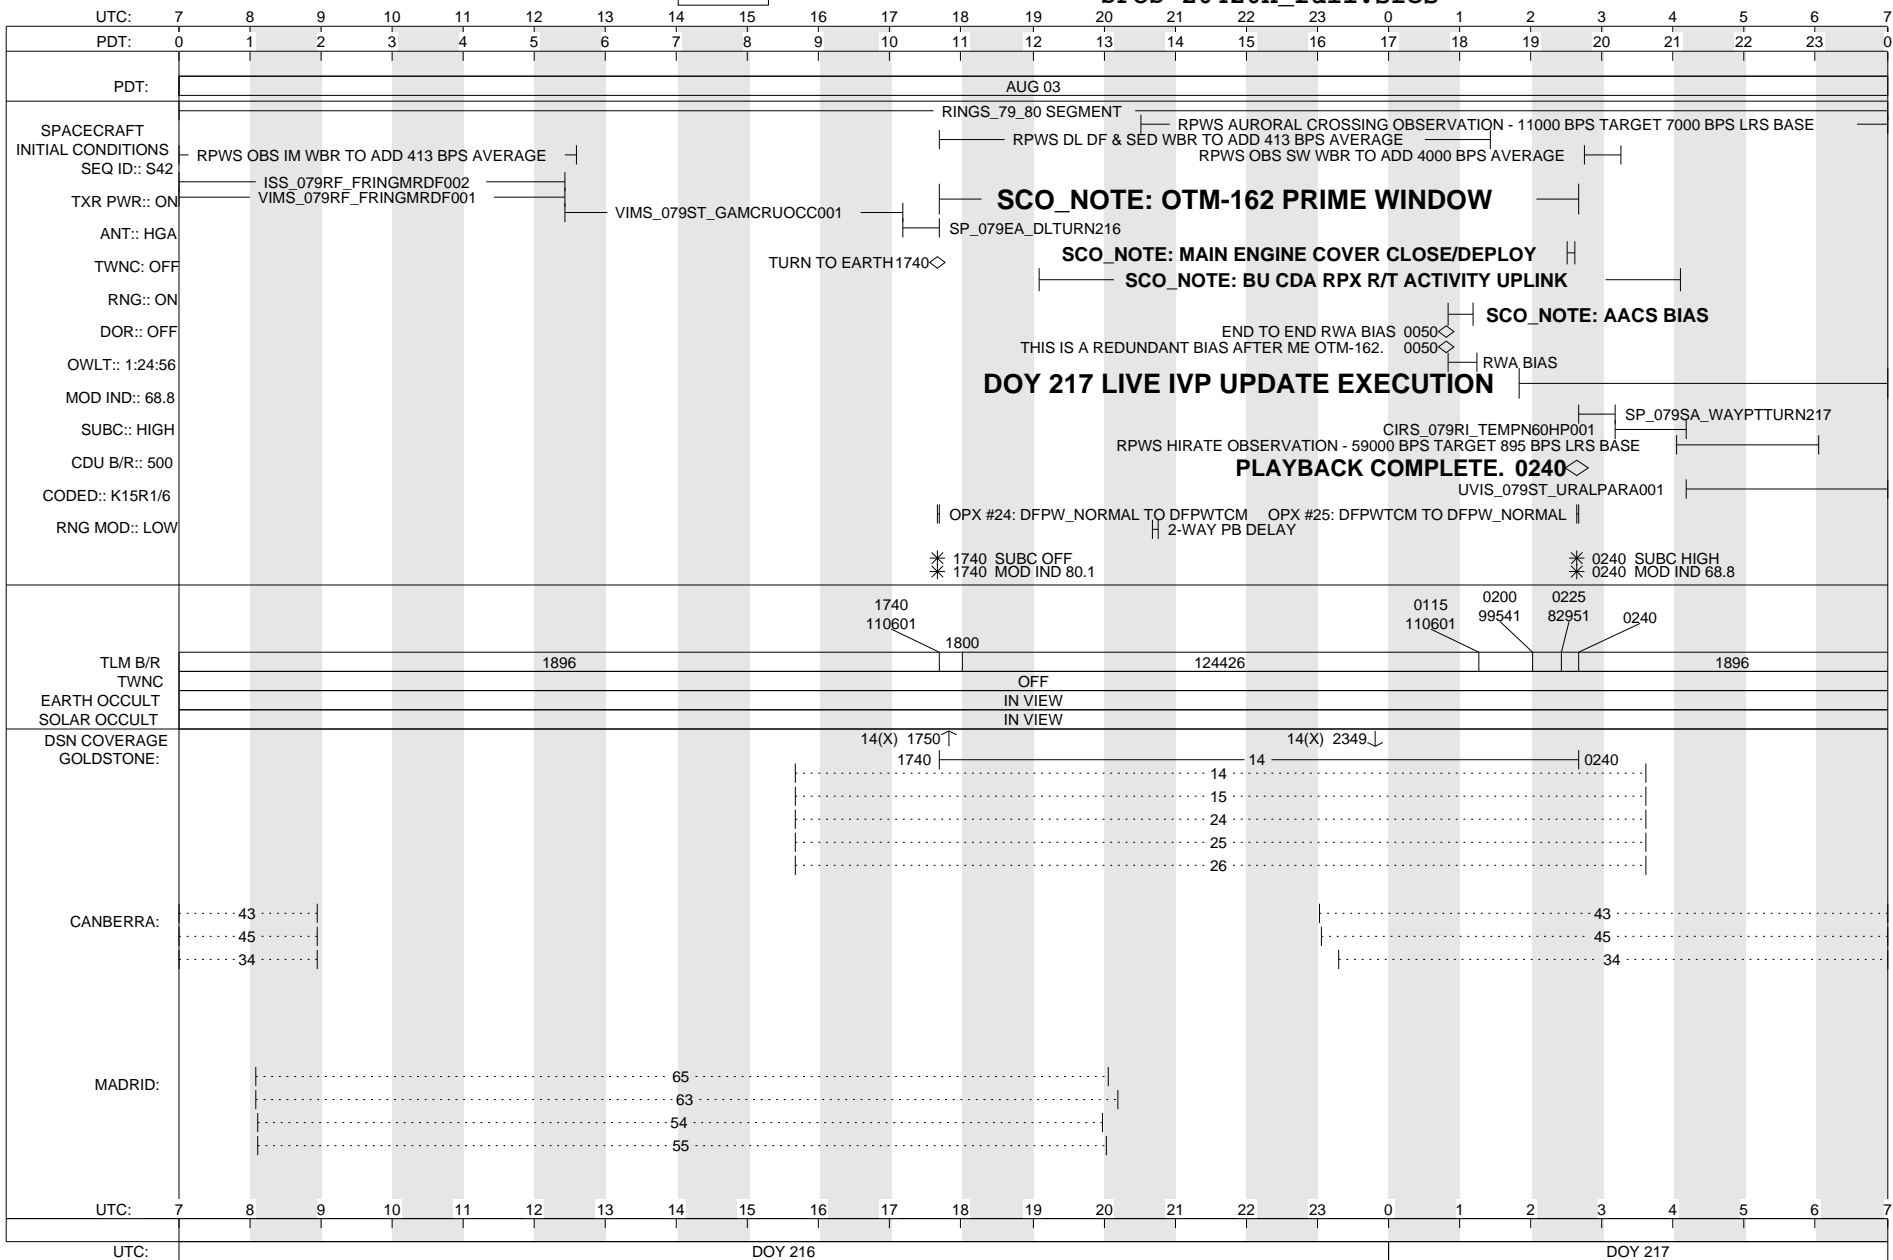 UTC: 7 8 9 10 11 12 13 14 15 16 17 18 19 20 21 22 23 0 1 2 3 4 5 6 7
PDT: 0 1 2 3 4 5 6 7 8 9 10 11 12 13 14 15 16 17 18 19 20 21 22 23 0
PDT: AUG 03
RINGS_79_80 SEGMENT
RPWS AURORAL CROSSING OBSERVATION - 11000 BPS TARGET 7000 BPS LRS BASE
SPACECRAFT
INITIAL CONDITIONS
RPWS DL DF & SED WBR TO ADD 413 BPS AVERAGE
RPWS OBS IM WBR TO ADD 413 BPS AVERAGE
RPWS OBS SW WBR TO ADD 4000 BPS AVERAGE
SEQ ID:: S42
ISS_079RF_FRINGMRDF002
VIMS_079RF_FRINGMRDF001
TXR PWR:: ON
SCO_NOTE: OTM-162 PRIME WINDOW
VIMS_079ST_GAMCRUOCC001
SP_079EA_DLTURN216
ANT:: HGA
SCO_NOTE: MAIN ENGINE COVER CLOSE/DEPLOY
TURN TO EARTH1740
TWNC: OFF
SCO_NOTE: BU CDA RPX R/T ACTIVITY UPLINK
RNG:: ON
SCO_NOTE: AACS BIAS
DOR:: OFF
END TO END RWA BIAS 0050
THIS IS A REDUNDANT BIAS AFTER ME OTM-162. 0050
OWLT:: 1:24:56
RWA BIAS
DOY 217 LIVE IVP UPDATE EXECUTION
MOD IND:: 68.8
SP_079SA_WAYPTTURN217
SUBC:: HIGH
CIRS_079RI_TEMPN60HP001
RPWS HIRATE OBSERVATION - 59000 BPS TARGET 895 BPS LRS BASE
CDU B/R:: 500
PLAYBACK COMPLETE. 0240
UVIS_079ST_URALPARA001
CODED:: K15R1/6
OPX #24: DFPW_NORMAL TO DFPWTCM OPX #25: DFPWTCM TO DFPW_NORMAL
RNG MOD:: LOW
2-WAY PB DELAY
1740 SUBC OFF 0240 SUBC HIGH
1740 MOD IND 80.1 0240 MOD IND 68.8
1740 0115 0200 0225
110601 110601 99541 82951 0240
1800
TLM B/R 1896 124426 1896
TWNC OFF
EARTH OCCULT IN VIEW
SOLAR OCCULT IN VIEW
DSN COVERAGE 14(X) 1750 14(X) 2349
GOLDSTONE: 1740 14 0240
14
15
24
25
26
CANBERRA: 43 43
45 45
34 34
MADRID: 65
63
54
55
UTC: 7 8 9 10 11 12 13 14 15 16 17 18 19 20 21 22 23 0 1 2 3 4 5 6 7
UTC: DOY 216 DOY 217